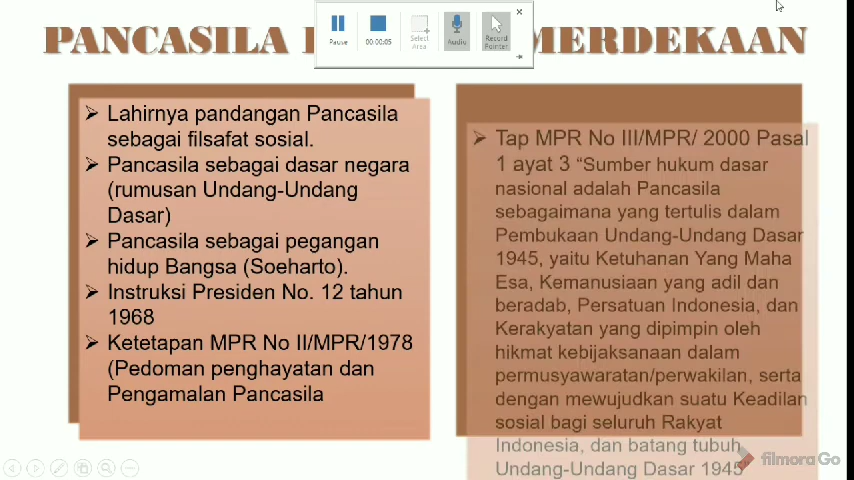 PANCASILA
MERDEKAAN
Pause
00:00:05
Select
Area
Audio
Record
Pointer
Lahirnya pandangan Pancasila
sebagai filsafat sosial.
Pancasila sebagai dasar negara
(rumusan Undang-Undang
Dasar)
Pancasila sebagai pegangan
hidup Bangsa (Soeharto).
Instruksi Presiden No. 12 tahun
1968
Ketetapan MPR No II/MPR/1978
(Pedoman penghayatan dan
Pengamalan Pancasila
Tap MPR No III/MPR/ 2000 Pasal
1 ayat 3 “Sumber hukum dasar
nasional adalah Pancasila
sebagaimana yang tertulis dalam
Pembukaan Undang-Undang Dasar
1945, yaitu Ketuhanan Yang Maha
Esa, Kemanusiaan yang adil dan
beradab, Persatuan Indonesia, dan
Kerakyatan yang dipimpin oleh
hikmat kebijaksanaan dalam
permusyawaratan/perwakilan, serta
dengan mewujudkan suatu Keadilan
sosial bagi seluruh Rakyat
Indonesia, dan batang tubuh
Undang-Undang Dasar 1945”
filmoraGo